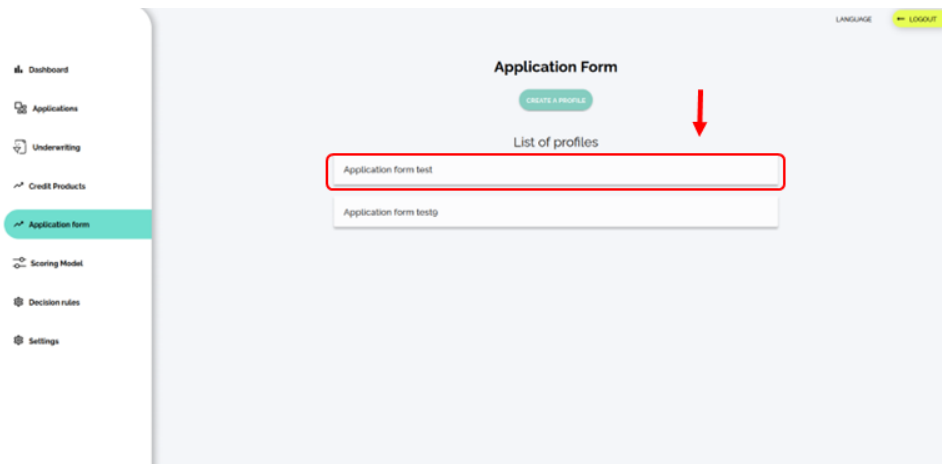 LANGUAGE
LOGOUT
Dashboard
Applications
Underwriting
Credit Products
Application form
Scoring Model
Decision rules
Settings
Application Form
CREATE A PROFILE
List of profiles
Application form test
Application form test9